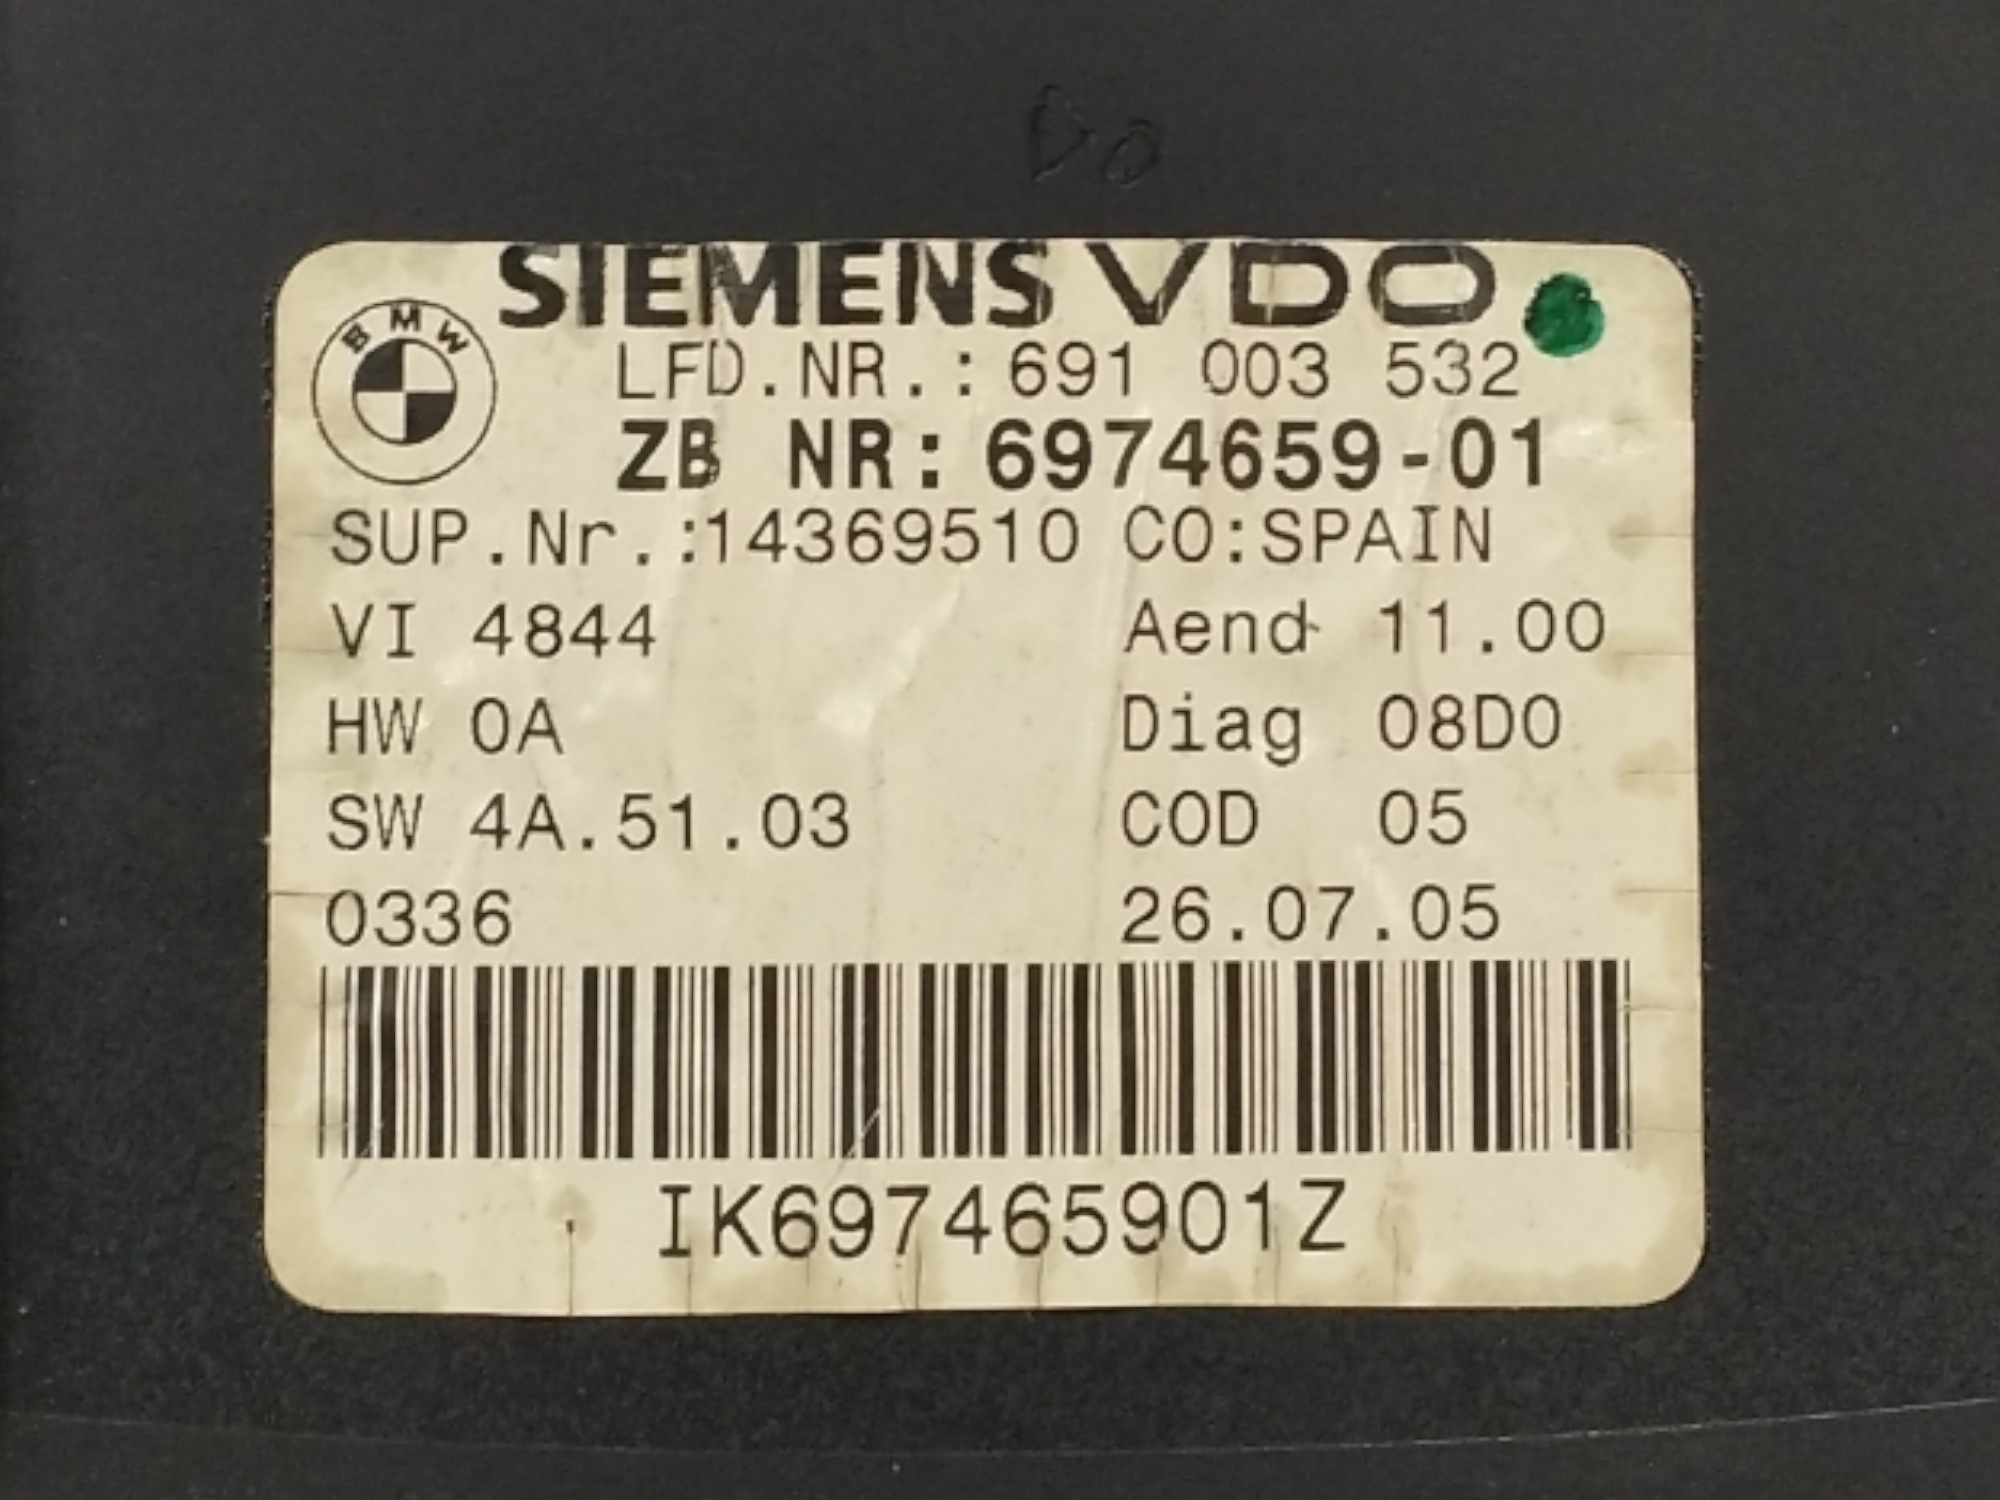 DO
SIEMENS VDO
BMW
LFD.NR.: 691 003 532
ZB NR: 6974659-01
SUP.Nr.:14369510 CO:SPAIN
VI 4844 Aend 11.00
HW 0A Diag 08D0
SW 4A.51.03 COD 05
0336 26.07.05
IK697465901Z